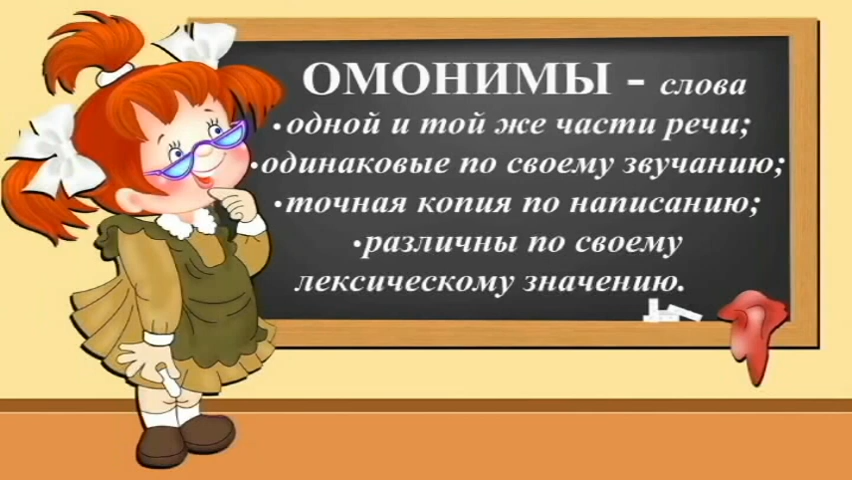 ОМОНИМЫ - слова
•одной и той же части речи;
•одинаковые по своему звучанию;
•точная копия по написанию;
•различны по своему
лексическому значению.